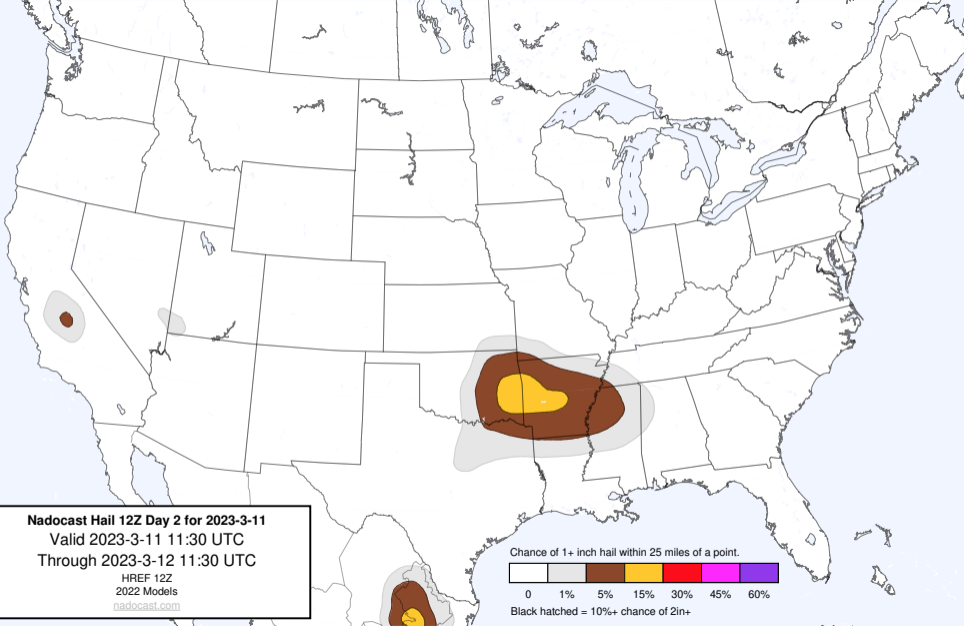 Nadocast Hail 12Z Day 2 for 2023-3-11
Valid 2023-3-11 11:30 UTC
Through 2023-3-12 11:30 UTC
HREF 12Z
2022 Models
nadocast.com
Chance of 1+ inch hail within 25 miles of a point.
0 1% 5% 15% 30% 45% 60%
Black hatched = 10%+ chance of 2in+